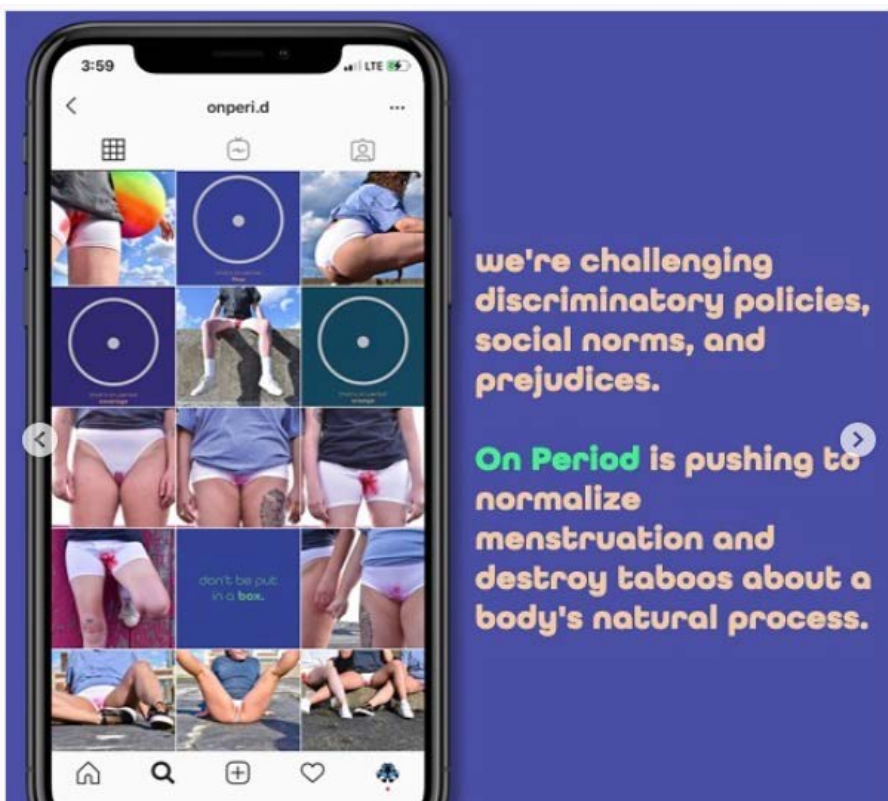 3:59
LTE
onperi.d
we're challenging
discriminatory policies,
social norms, and
prejudices.
On Period is pushing to
normalize
menstruation and
destroy taboos about a
body's natural process.
don't be put
in a box.